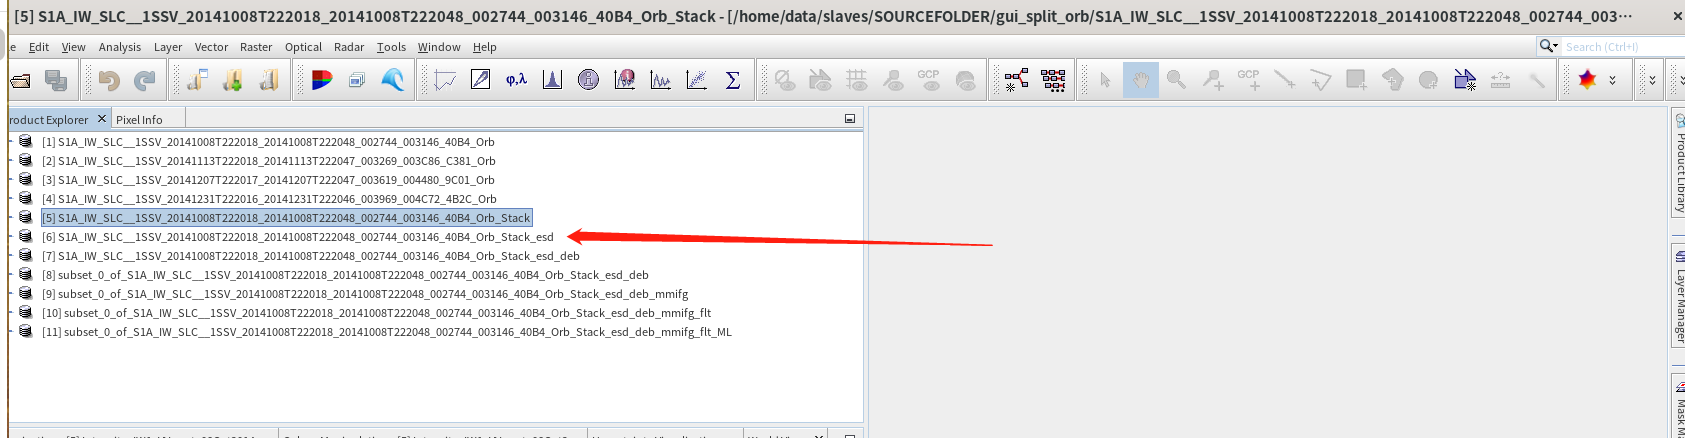 [5] S1A_IW_SLC__1SSV_20141008T222018_20141008T222048_002744_003146_40B4_Orb_Stack - [/home/data/slaves/SOURCEFOLDER/gui_split_orb/S1A_IW_SLC__1SSV_20141008T222018_20141008T222048_002744_003···
Edit View Analysis Layer Vector Raster Optical Radar Tools Window Help
Search (Ctrl+I)
φ,λ Σ GCP GCP
roduct Explorer Pixel Info
[1] S1A_IW_SLC__1SSV_20141008T222018_20141008T222048_002744_003146_40B4_Orb
[2] S1A_IW_SLC__1SSV_20141113T222018_20141113T222047_003269_003C86_C381_Orb
[3] S1A_IW_SLC__1SSV_20141207T222017_20141207T222047_003619_004480_9C01_Orb
[4] S1A_IW_SLC__1SSV_20141231T222016_20141231T222046_003969_004C72_4B2C_Orb
[5] S1A_IW_SLC__1SSV_20141008T222018_20141008T222048_002744_003146_40B4_Orb_Stack
[6] S1A_IW_SLC__1SSV_20141008T222018_20141008T222048_002744_003146_40B4_Orb_Stack_esd
[7] S1A_IW_SLC__1SSV_20141008T222018_20141008T222048_002744_003146_40B4_Orb_Stack_esd_deb
[8] subset_0_of_S1A_IW_SLC__1SSV_20141008T222018_20141008T222048_002744_003146_40B4_Orb_Stack_esd_deb
[9] subset_0_of_S1A_IW_SLC__1SSV_20141008T222018_20141008T222048_002744_003146_40B4_Orb_Stack_esd_deb_mmifg
[10] subset_0_of_S1A_IW_SLC__1SSV_20141008T222018_20141008T222048_002744_003146_40B4_Orb_Stack_esd_deb_mmifg_flt
[11] subset_0_of_S1A_IW_SLC__1SSV_20141008T222018_20141008T222048_002744_003146_40B4_Orb_Stack_esd_deb_mmifg_flt_ML
Product Library
Layer Manager
Mask M